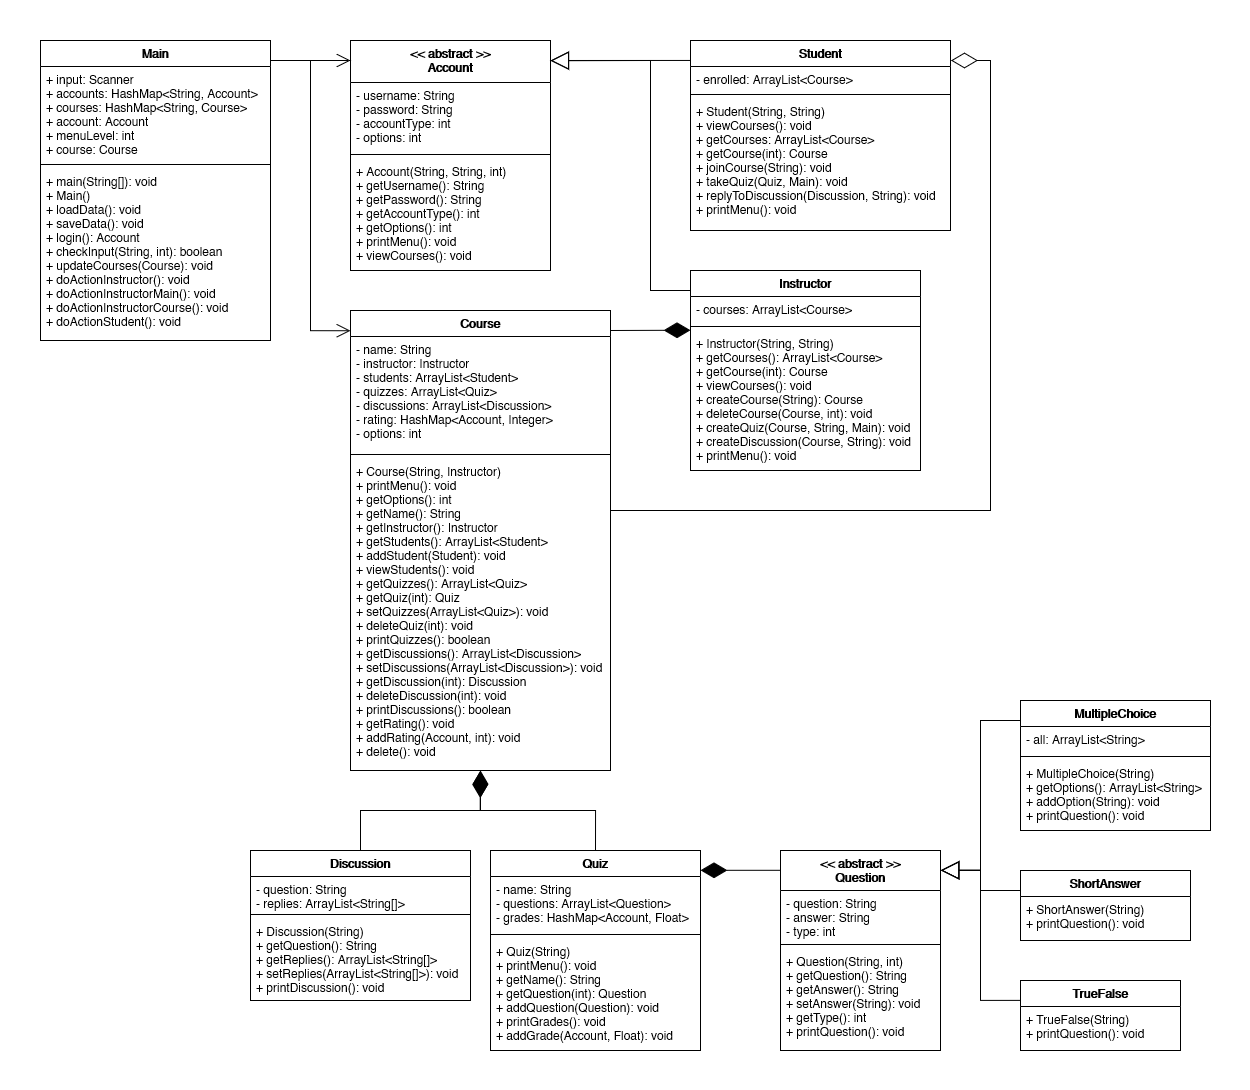 Main
+ input: Scanner
+ accounts: HashMap<String, Account>
+ courses: HashMap<String, Course>
+ account: Account
+ menuLevel: int
+ course: Course
+ main(String[]): void
+ Main()
+ loadData(): void
+ saveData(): void
+ login(): Account
+ checkInput(String, int): boolean
+ updateCourses(Course): void
+ doActionInstructor(): void
+ doActionInstructorMain(): void
+ doActionInstructorCourse(): void
+ doActionStudent(): void
<< abstract >>
Account
- username: String
- password: String
- accountType: int
- options: int
+ Account(String, String, int)
+ getUsername(): String
+ getPassword(): String
+ getAccountType(): int
+ getOptions(): int
+ printMenu(): void
+ viewCourses(): void
Student
- enrolled: ArrayList<Course>
+ Student(String, String)
+ viewCourses(): void
+ getCourses: ArrayList<Course>
+ getCourse(int): Course
+ joinCourse(String): void
+ takeQuiz(Quiz, Main): void
+ replyToDiscussion(Discussion, String): void
+ printMenu(): void
Instructor
- courses: ArrayList<Course>
+ Instructor(String, String)
+ getCourses(): ArrayList<Course>
+ getCourse(int): Course
+ viewCourses(): void
+ createCourse(String): Course
+ deleteCourse(Course, int): void
+ createQuiz(Course, String, Main): void
+ createDiscussion(Course, String): void
+ printMenu(): void
Course
- name: String
- instructor: Instructor
- students: ArrayList<Student>
- quizzes: ArrayList<Quiz>
- discussions: ArrayList<Discussion>
- rating: HashMap<Account, Integer>
- options: int
+ Course(String, Instructor)
+ printMenu(): void
+ getOptions(): int
+ getName(): String
+ getInstructor(): Instructor
+ getStudents(): ArrayList<Student>
+ addStudent(Student): void
+ viewStudents(): void
+ getQuizzes(): ArrayList<Quiz>
+ getQuiz(int): Quiz
+ setQuizzes(ArrayList<Quiz>): void
+ deleteQuiz(int): void
+ printQuizzes(): boolean
+ getDiscussions(): ArrayList<Discussion>
+ setDiscussions(ArrayList<Discussion>): void
+ getDiscussion(int): Discussion
+ deleteDiscussion(int): void
+ printDiscussions(): boolean
+ getRating(): void
+ addRating(Account, int): void
+ delete(): void
Discussion
- question: String
- replies: ArrayList<String[]>
+ Discussion(String)
+ getQuestion(): String
+ getReplies(): ArrayList<String[]>
+ setReplies(ArrayList<String[]>): void
+ printDiscussion(): void
Quiz
- name: String
- questions: ArrayList<Question>
- grades: HashMap<Account, Float>
+ Quiz(String)
+ printMenu(): void
+ getName(): String
+ getQuestion(int): Question
+ addQuestion(Question): void
+ printGrades(): void
+ addGrade(Account, Float): void
<< abstract >>
Question
- question: String
- answer: String
- type: int
+ Question(String, int)
+ getQuestion(): String
+ getAnswer(): String
+ setAnswer(String): void
+ getType(): int
+ printQuestion(): void
MultipleChoice
- all: ArrayList<String>
+ MultipleChoice(String)
+ getOptions(): ArrayList<String>
+ addOption(String): void
+ printQuestion(): void
ShortAnswer
+ ShortAnswer(String)
+ printQuestion(): void
TrueFalse
+ TrueFalse(String)
+ printQuestion(): void